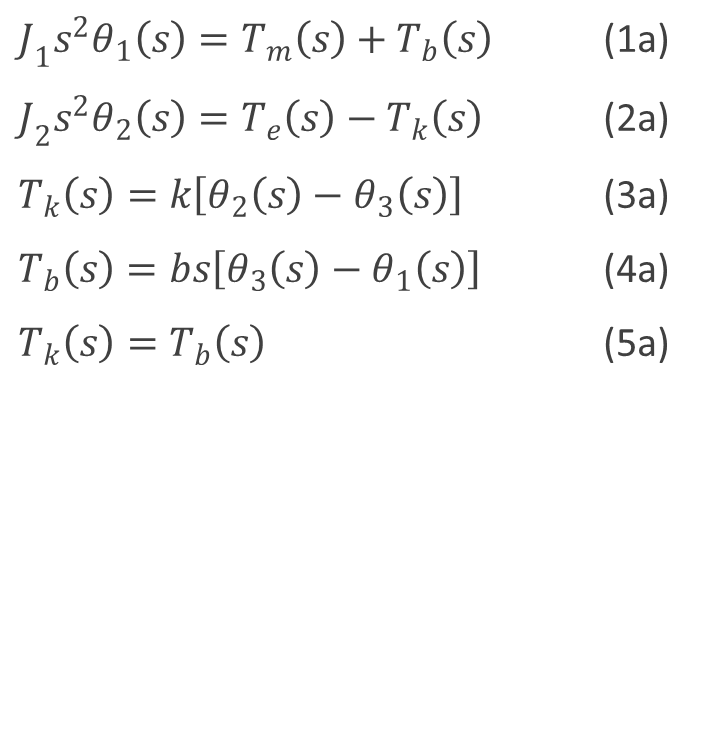 J₁s²θ₁(s) = Tₘ(s) + T_b(s) (1a)
J₂s²θ₂(s) = Tₑ(s) − Tₖ(s) (2a)
Tₖ(s) = k[θ₂(s) − θ₃(s)] (3a)
T_b(s) = bs[θ₃(s) − θ₁(s)] (4a)
Tₖ(s) = T_b(s) (5a)